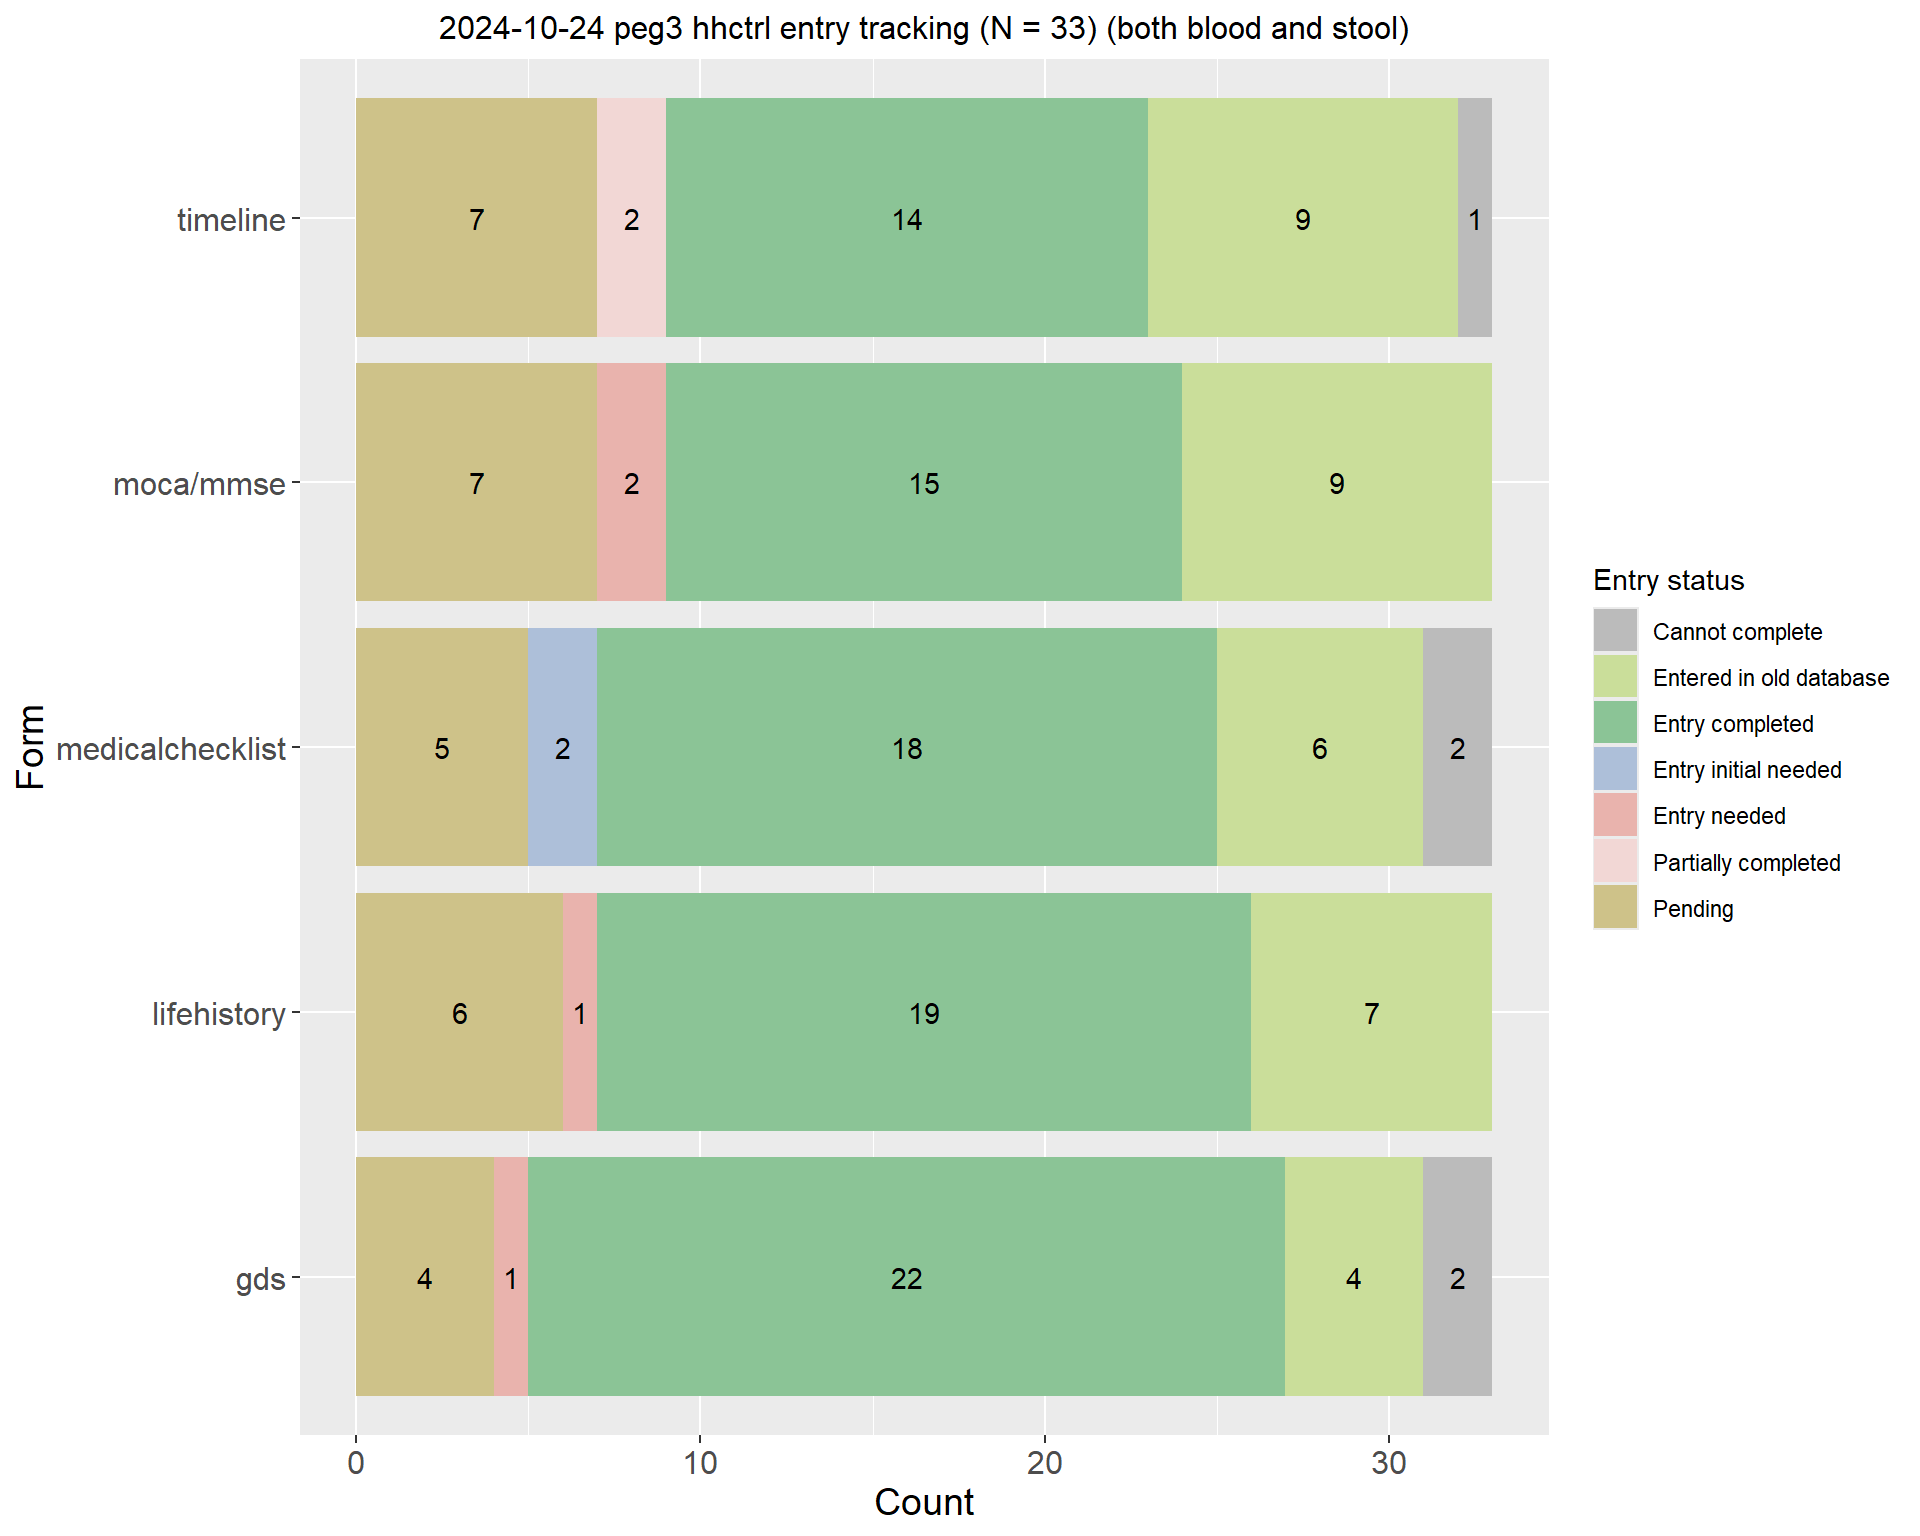 2024-10-24 peg3 hhctrl entry tracking (N = 33) (both blood and stool)
timeline
7 2 14 9 1
moca/mmse
7 2 15 9
medicalchecklist
5 2 18 6 2
lifehistory
6 1 19 7
gds
4 1 22 4 2
0 10 20 30
Count
Form
Entry status
Cannot complete
Entered in old database
Entry completed
Entry initial needed
Entry needed
Partially completed
Pending